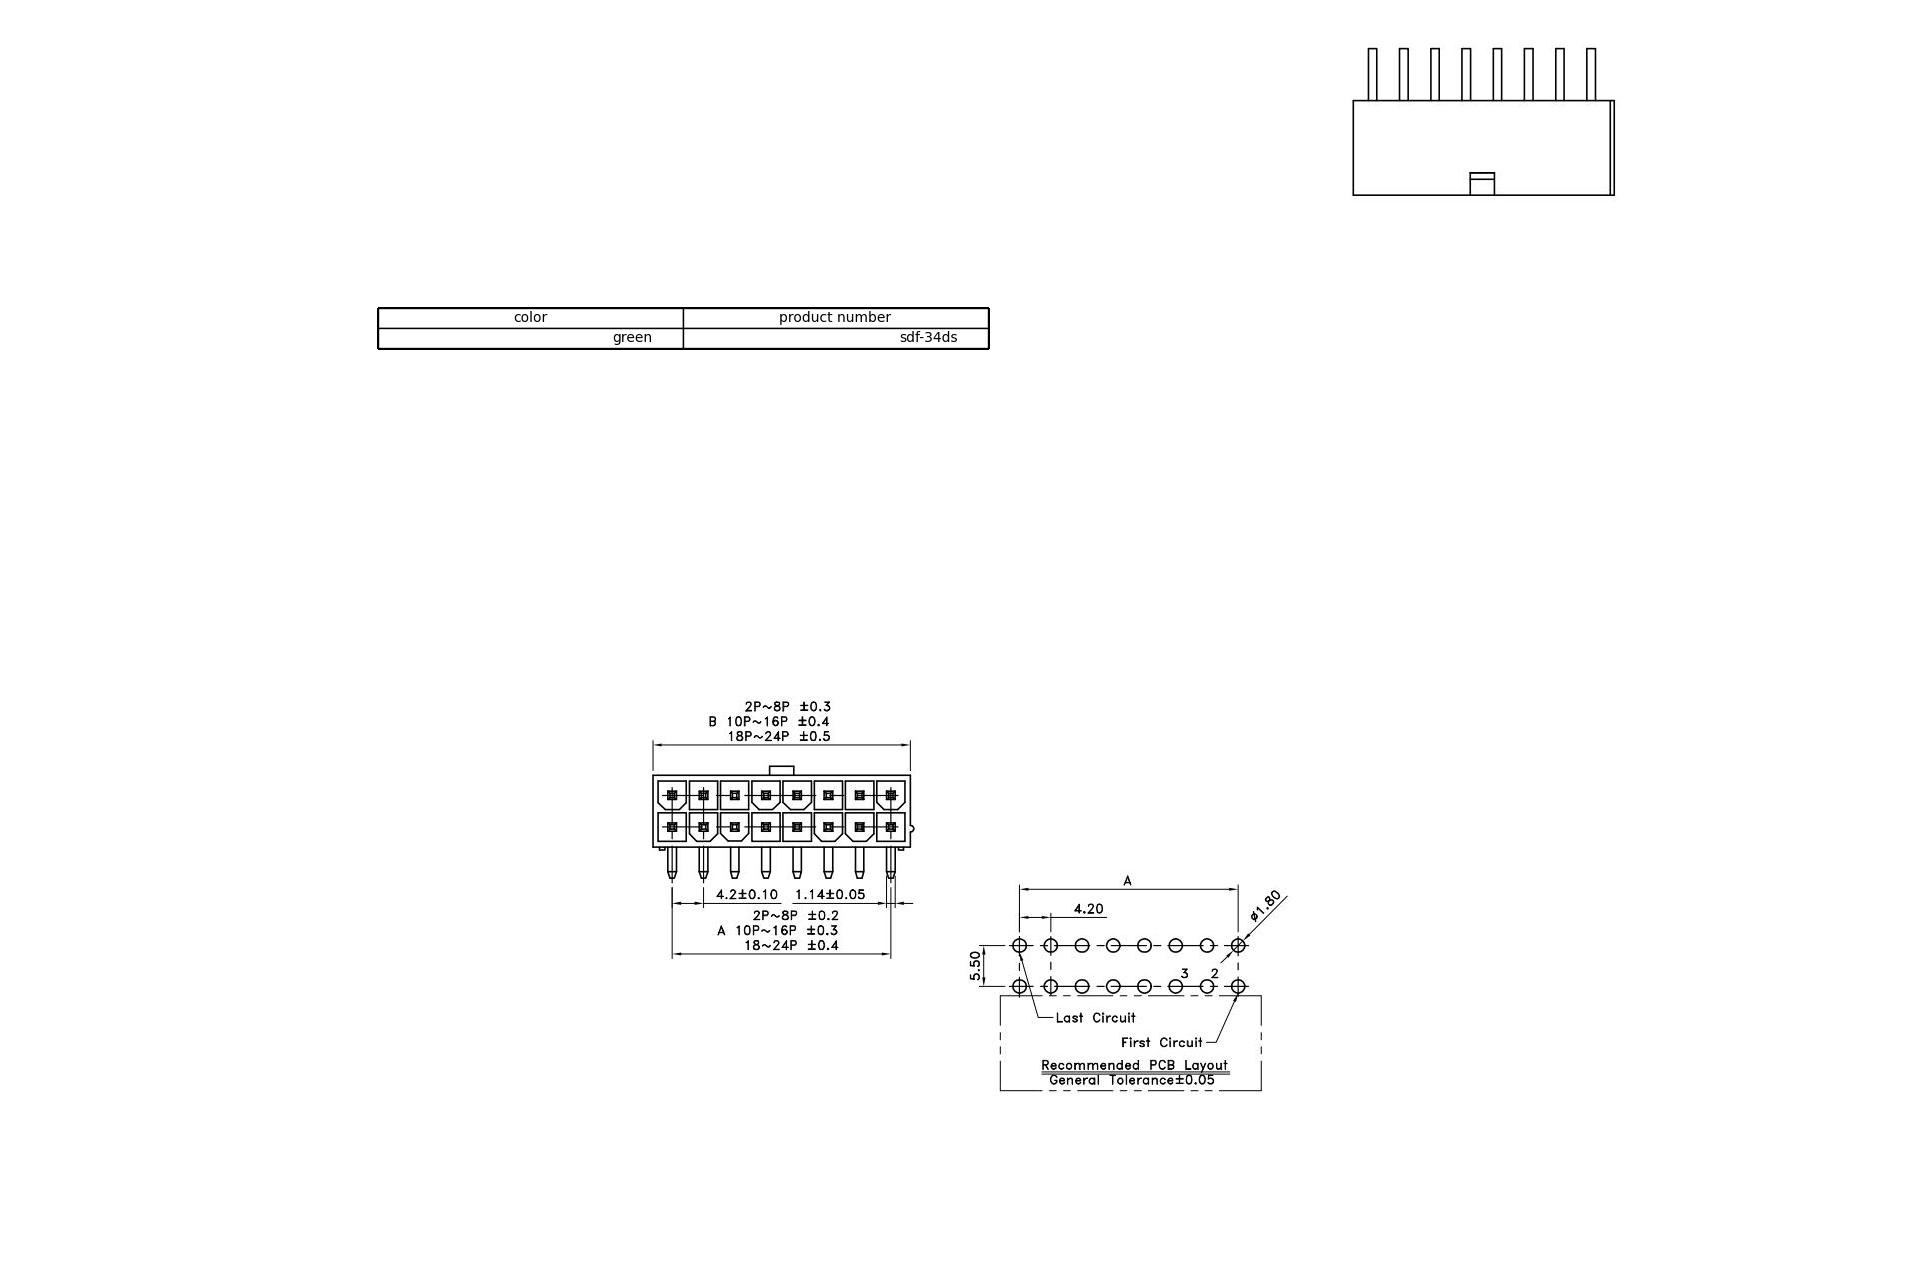 color product number
green sdf-34ds
2P~8P ±0.3
B 10P~16P ±0.4
18P~24P ±0.5
4.2±0.10 1.14±0.05
2P~8P ±0.2
A 10P~16P ±0.3
18~24P ±0.4
A
4.20
ø1.80
5.50
3 2
Last Circuit
First Circuit
Recommended PCB Layout
General Tolerance±0.05